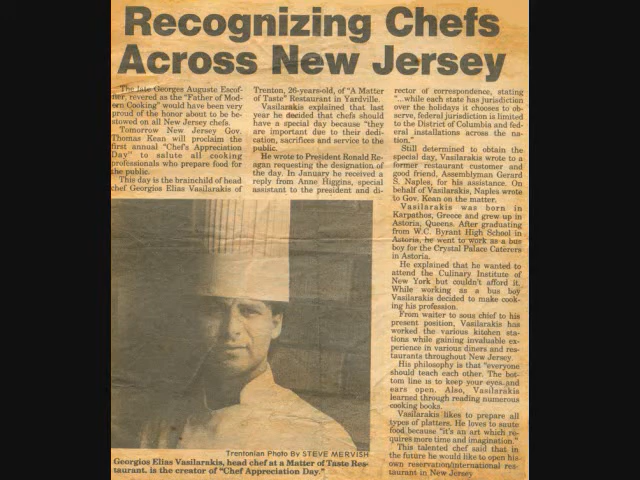 Recognizing Chefs
Across New Jersey
The late Georges Auguste Escof-
fier, revered as the "Father of Mod-
ern Cooking" would have been very
proud of the honor about to be be-
stowed on all New Jersey chefs.
Tomorrow New Jersey Gov.
Thomas Kean will proclaim the
first annual "Chef's Appreciation
Day" to salute all cooking
professionals who prepare food for
the public.
This day is the brainchild of head
chef Georgios Elias Vasilarakis of
Trenton, 26-years-old, of "A Matter
of Taste" Restaurant in Yardville.
Vasilarakis explained that last
year he decided that chefs should
have a special day because "they
are important due to their dedi-
cation, sacrifices and service to the
public.
He wrote to President Ronald Re-
agan requesting the designation of
the day. In January he received a
reply from Anne Higgins, special
assistant to the president and di-
rector of correspondence, stating
"...while each state has jurisdiction
over the holidays it chooses to ob-
serve, federal jurisdiction is limited
to the District of Columbia and fed-
eral installations across the na-
tion."
Still determined to obtain the
special day, Vasilarakis wrote to a
former restaurant customer and
good friend, Assemblyman Gerard
S. Naples, for his assistance. On
behalf of Vasilarakis, Naples wrote
to Gov. Kean on the matter.
Vasilarakis was born in
Karpathos, Greece and grew up in
Astoria, Queens. After graduating
from W.C. Byrant High School in
Astoria, he went to work as a bus
boy for the Crystal Palace Caterers
in Astoria.
He explained that he wanted to
attend the Culinary Institute of
New York but couldn't afford it.
While working as a bus boy
Vasilarakis decided to make cook-
ing his profession.
From waiter to sous chef to his
present position, Vasilarakis has
worked the various kitchen sta-
tions while gaining invaluable ex-
perience in various diners and res-
taurants throughout New Jersey.
His philosophy is that "everyone
should teach each other. The bot-
tom line is to keep your eyes and
ears open. Also, Vasilarakis
learned through reading numerous
cooking books.
Vasilarakis likes to prepare all
types of platters. He loves to saute
food because "it's an art which re-
quires more time and imagination."
This talented chef said that in
the future he would like to open his
own reservation/international res-
taurant in New Jersey
Trentonian Photo By STEVE MERVISH
Georgios Elias Vasilarakis, head chef at a Matter of Taste Res-
taurant, is the creator of "Chef Appreciation Day."